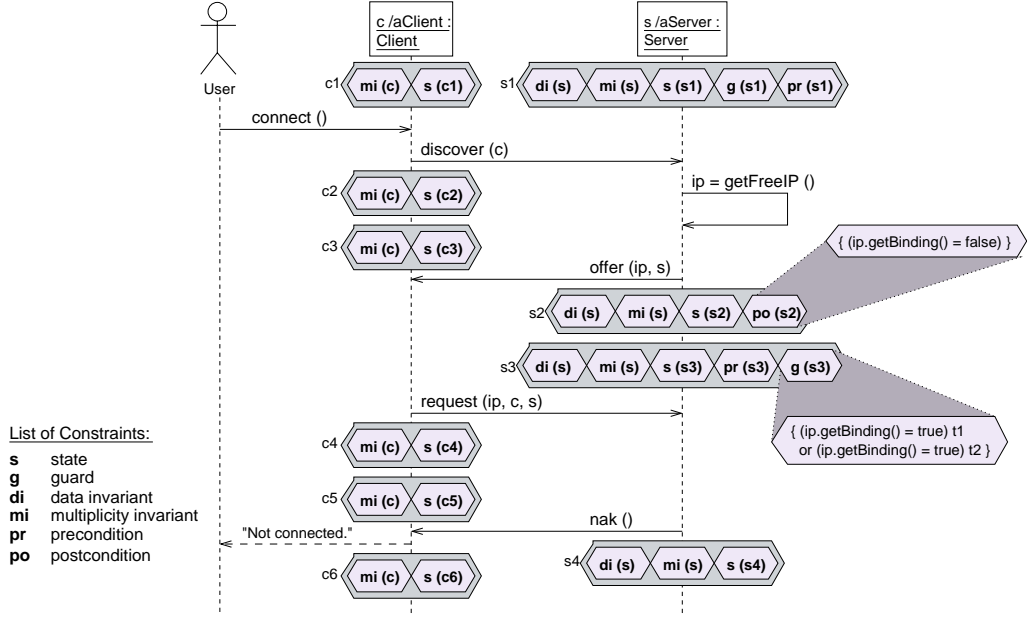 c /aClient :
Client
s /aServer :
Server
User
c1 mi (c) s (c1)
s1 di (s) mi (s) s (s1) g (s1) pr (s1)
connect ()
discover (c)
c2 mi (c) s (c2)
ip = getFreeIP ()
c3 mi (c) s (c3)
{ (ip.getBinding() = false) }
offer (ip, s)
s2 di (s) mi (s) s (s2) po (s2)
s3 di (s) mi (s) s (s3) pr (s3) g (s3)
request (ip, c, s)
{ (ip.getBinding() = true) t1
or (ip.getBinding() = true) t2 }
c4 mi (c) s (c4)
c5 mi (c) s (c5)
nak ()
"Not connected."
s4 di (s) mi (s) s (s4)
c6 mi (c) s (c6)
List of Constraints:
s state
g guard
di data invariant
mi multiplicity invariant
pr precondition
po postcondition